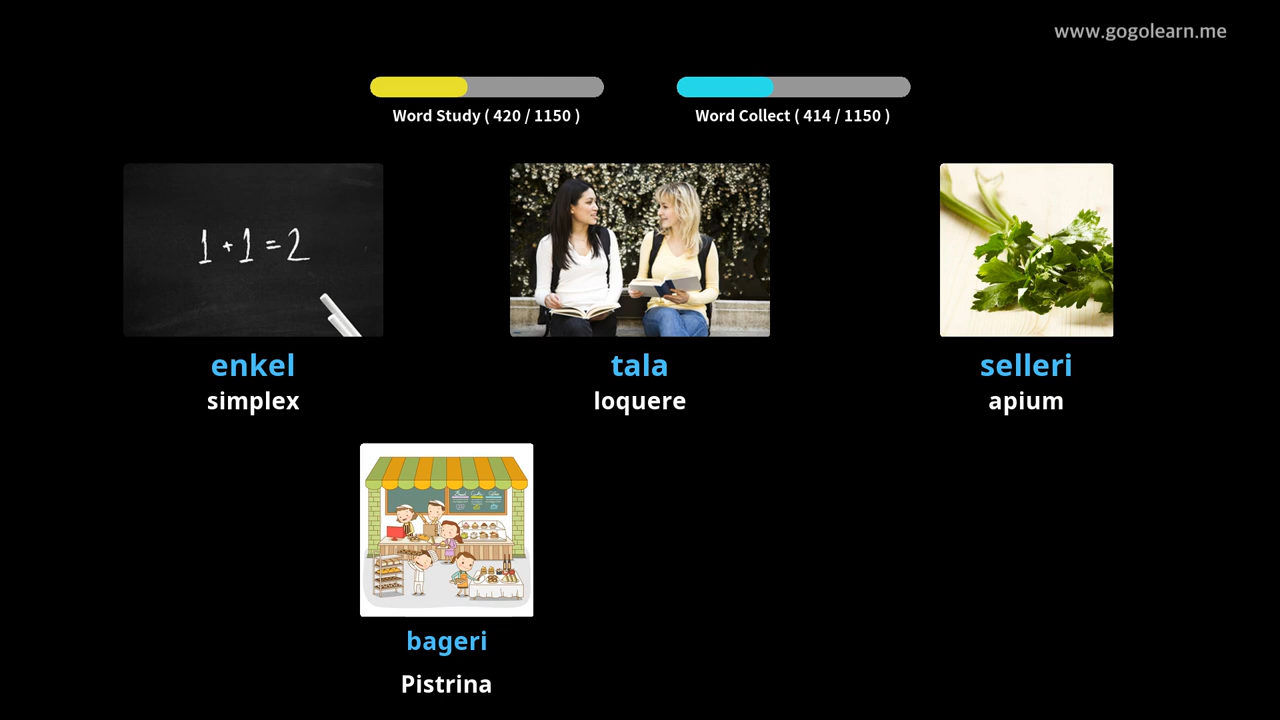 www.gogolearn.me
Word Study ( 420 / 1150 )
Word Collect ( 414 / 1150 )
1 + 1 = 2
enkel
simplex
tala
loquere
selleri
apium
bageri
Pistrina